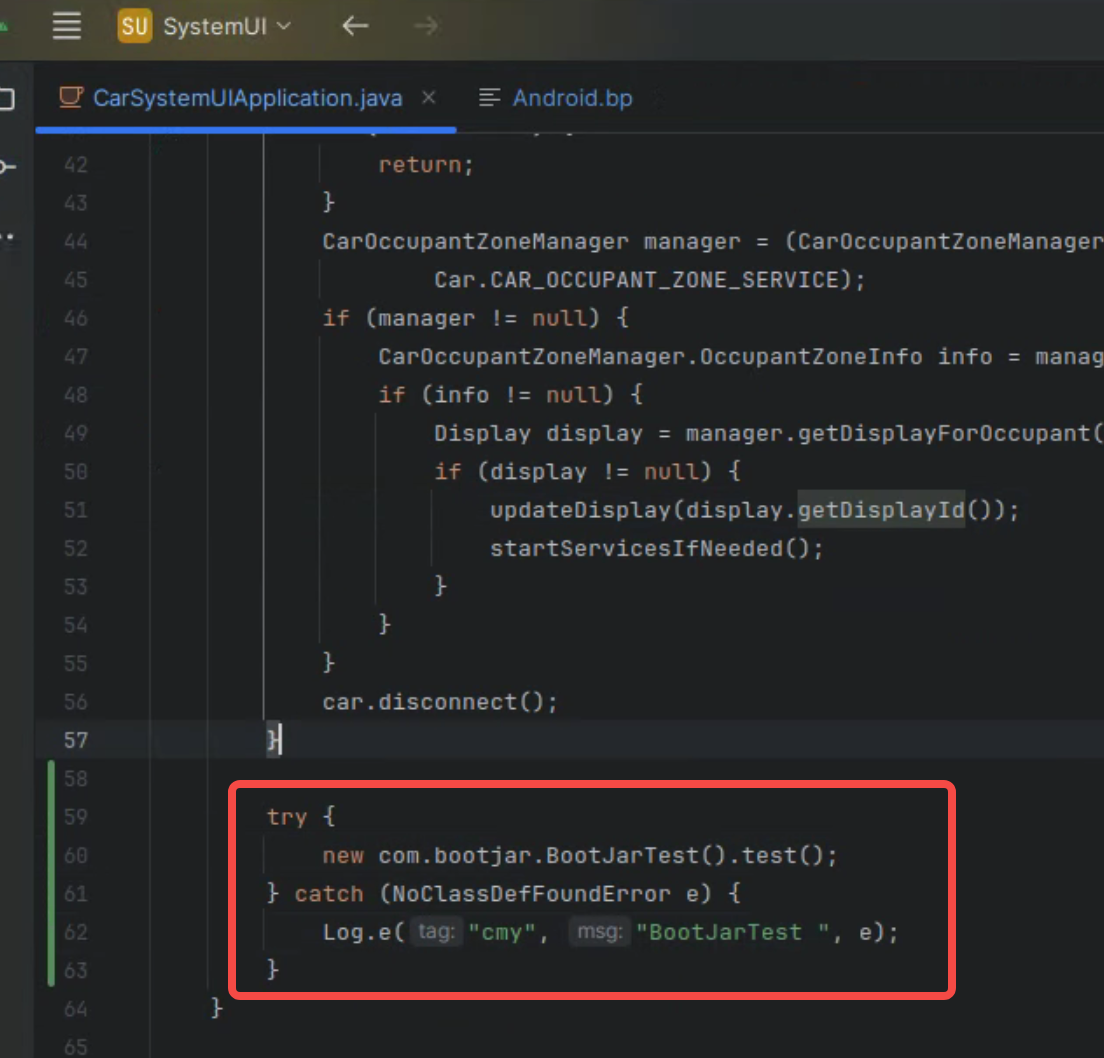 SU SystemUI
CarSystemUIApplication.java
Android.bp
42 return;
43 }
44 CarOccupantZoneManager manager = (CarOccupantZoneManager
45 Car.CAR_OCCUPANT_ZONE_SERVICE);
46 if (manager != null) {
47 CarOccupantZoneManager.OccupantZoneInfo info = manag
48 if (info != null) {
49 Display display = manager.getDisplayForOccupant(
50 if (display != null) {
51 updateDisplay(display.getDisplayId());
52 startServicesIfNeeded();
53 }
54 }
55 }
56 car.disconnect();
57 }
58
59 try {
60 new com.bootjar.BootJarTest().test();
61 } catch (NoClassDefFoundError e) {
62 Log.e( tag: "cmy", msg: "BootJarTest ", e);
63 }
64 }
65